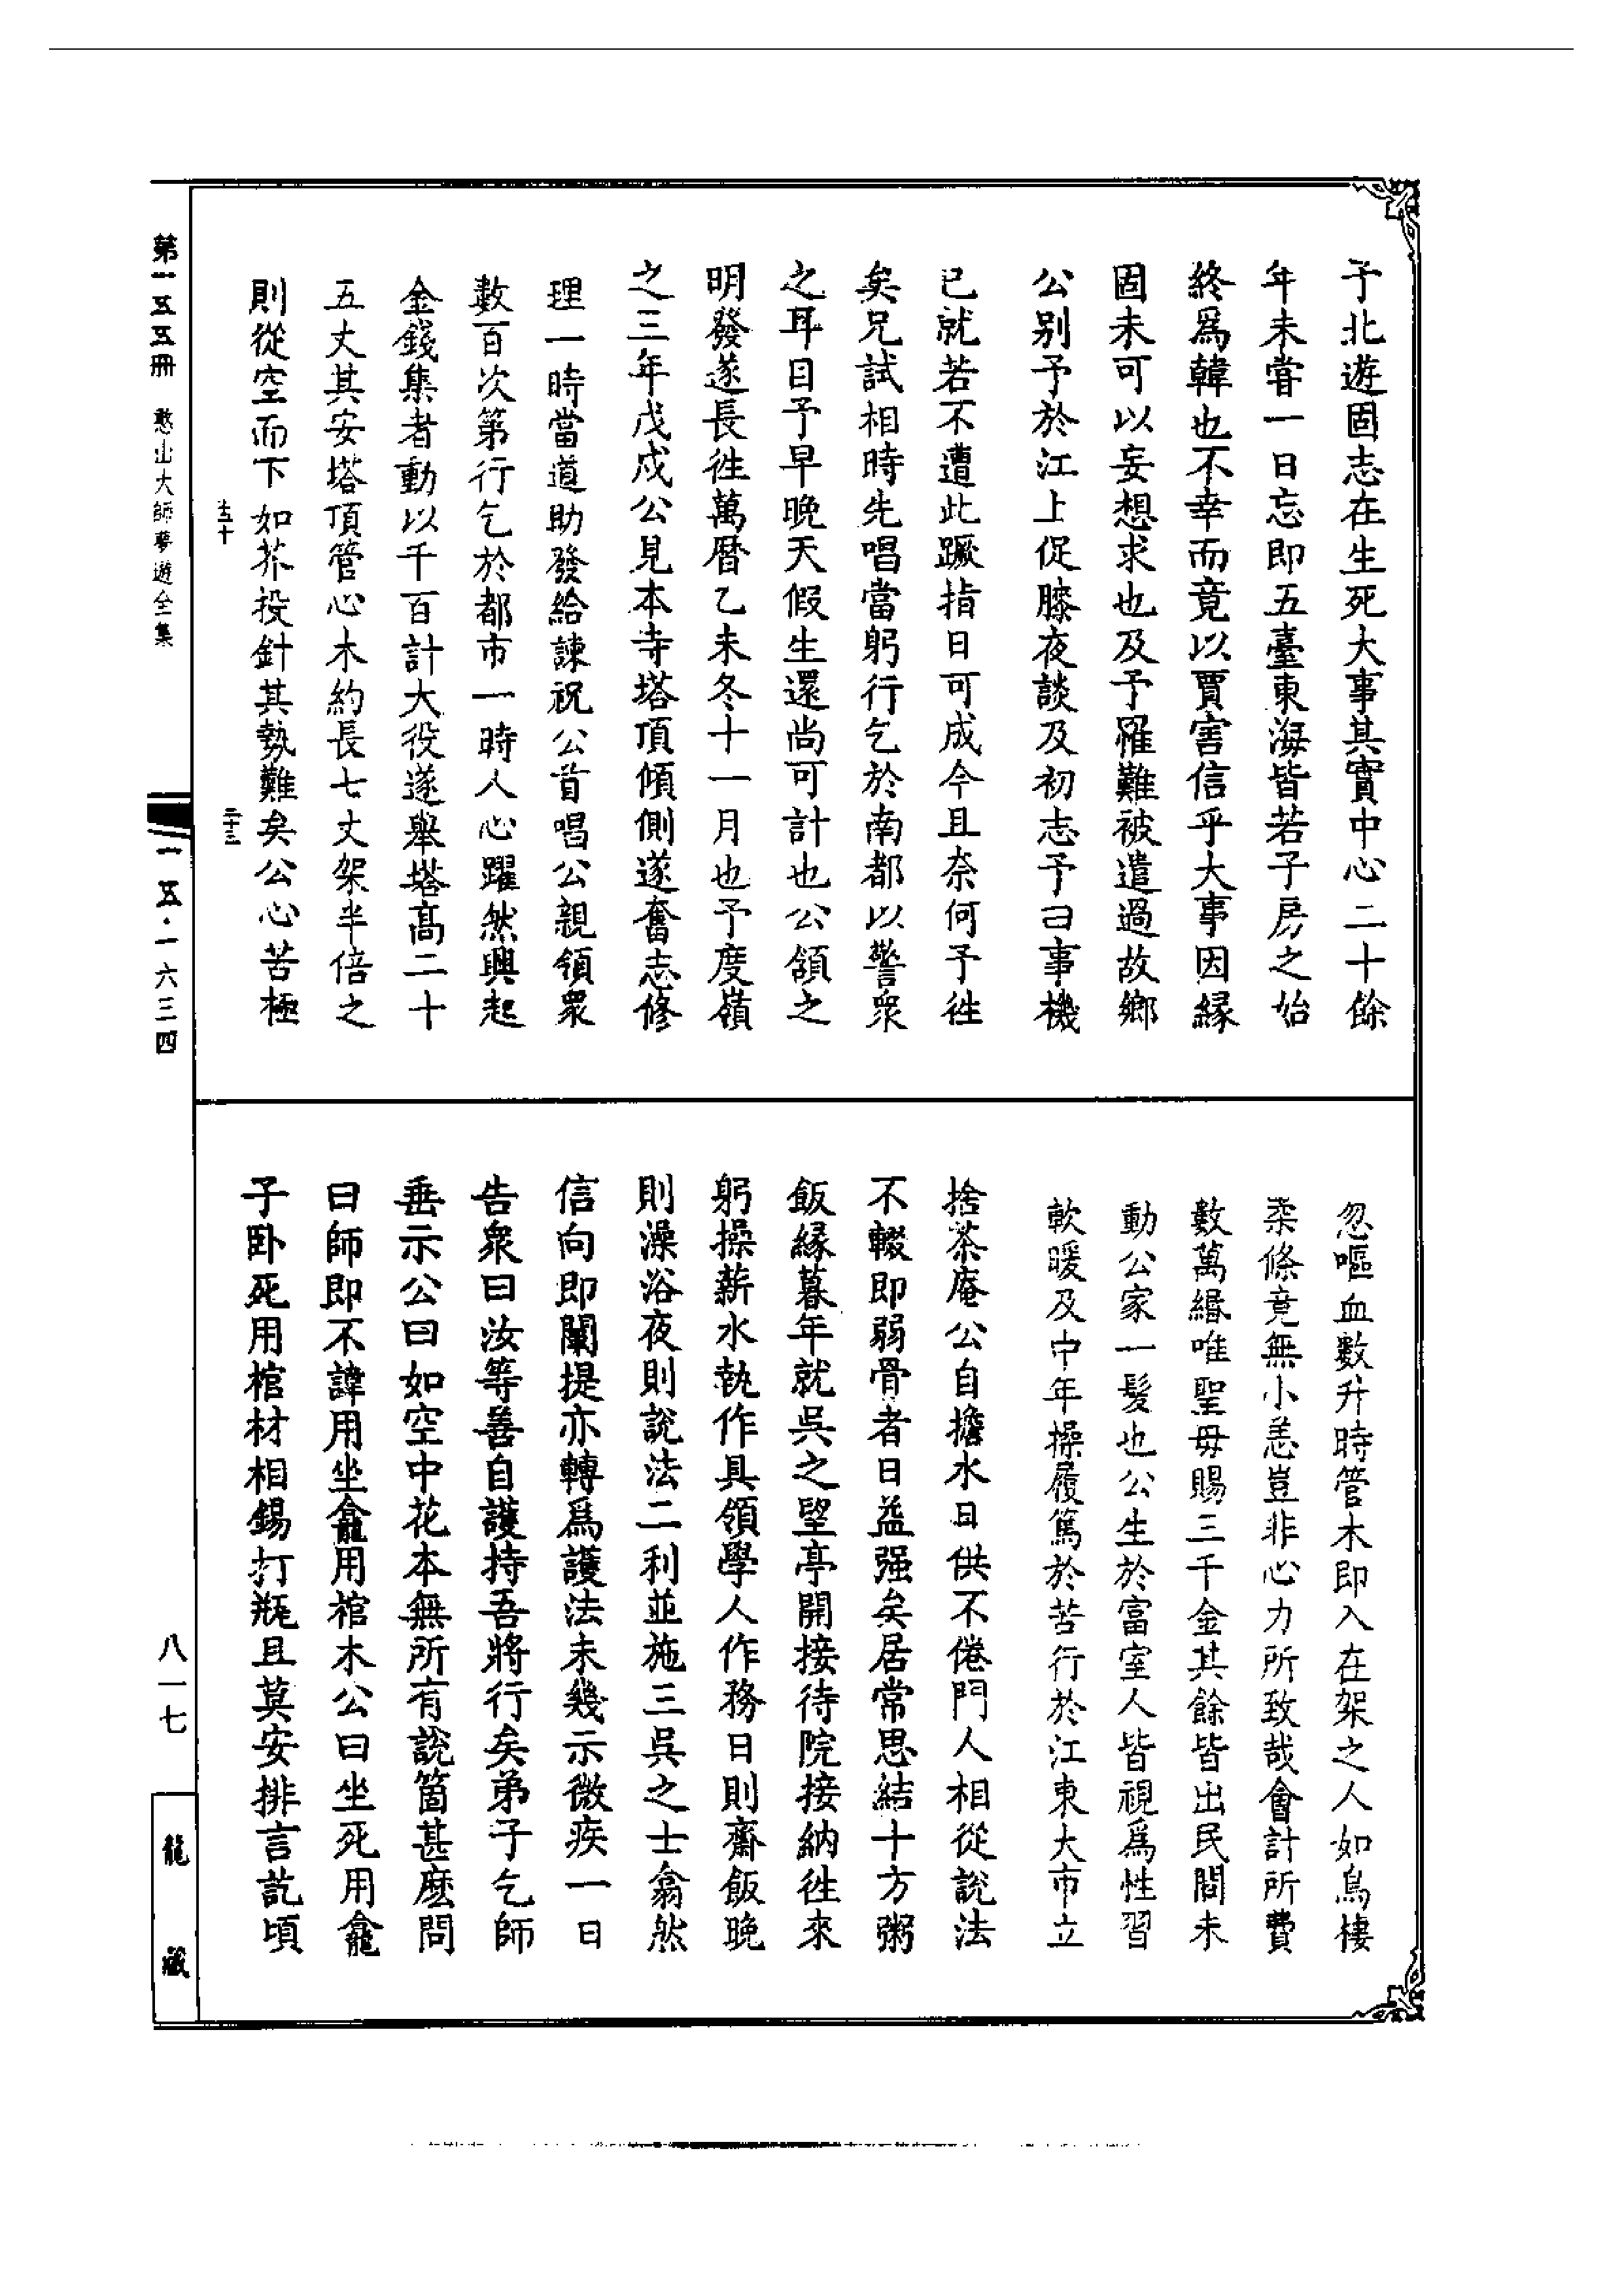 予北遊固志在生死大事其實中心二十餘
年未甞一日忘即五臺東海皆若子房之始
終爲韓也不幸而竟以賈害信乎大事因縁
固未可以妄想求也及予罹難被遣過故鄉
公别予於江上促膝夜談及初志予曰事機
已就若不遭此蹶指日可成今且奈何予徃
矣兄試相時先唱當躬行乞於南都以警衆
之耳目予早晚天假生還尚可計也公頷之
明發遂長徃萬曆乙未冬十一月也予度嶺
之三年戊戌公見本寺塔頂傾側遂奮志修
理一時當道助發給諫祝公首唱公親領衆
數百次第行乞於都市一時人心躍然興起
金錢集者動以千百計大役遂舉塔髙二十
五丈其安塔頂管心木約長七丈架半倍之
則從空而下如芥投針其勢難矣公心苦極
忽嘔血數升時管木即入在架之人如鳥棲
柔條竟無小恙豈非心力所致哉會計所費
數萬緡唯聖毋賜三千金其餘皆出民間未
動公家一髮也公生於富室人皆視爲性習
軟暖及中年操履篤於苦行於江東大市立
捨茶庵公自擔水日供不倦門人相從說法
不輟即弱骨者日益强矣居常思結十方粥
飯縁暮年就吳之望亭開接待院接納徃來
躬操薪水執作具領學人作務日則齋飯晚
則澡浴夜則說法二利並施三吳之士翕然
信向即闡提亦轉爲護法未幾示微疾一日
告衆曰汝等善自護持吾將行矣弟子乞師
垂示公曰如空中花本無所有說箇甚麽問
曰師即不諱用坐龕用棺木公曰坐死用龕
子卧死用棺材相錫打瓶且莫安排言訖頃
第一五五冊 憨山大師夢遊全集
二十三
一五·一六三四
八一七
龍藏